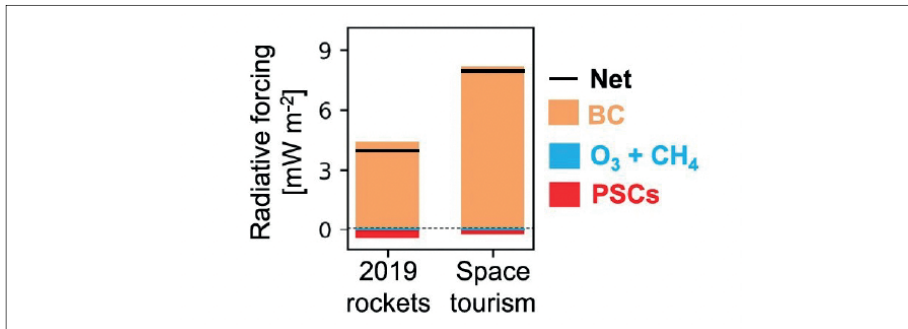 Radiative forcing
[mW m⁻²]
9
6
3
0
2019
rockets
Space
tourism
Net
BC
O₃ + CH₄
PSCs